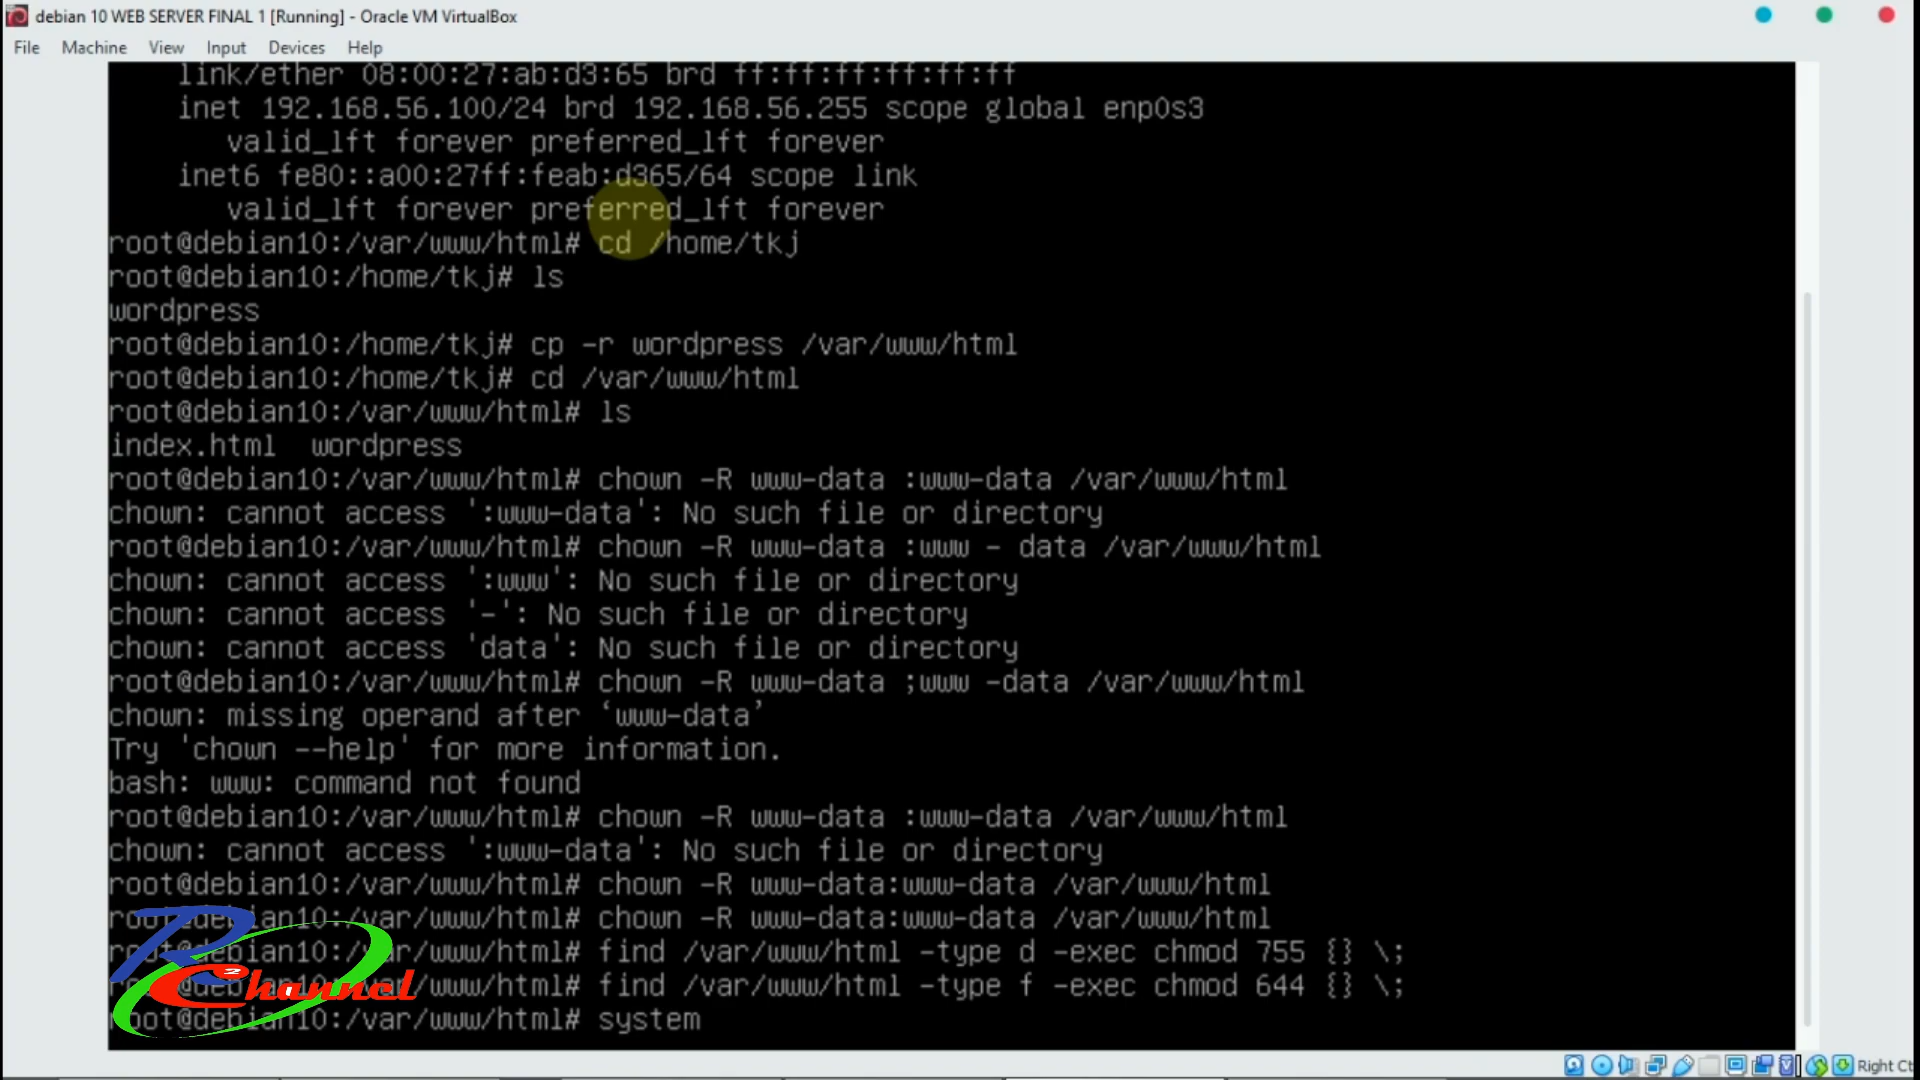 debian 10 WEB SERVER FINAL 1 [Running] - Oracle VM VirtualBox
File Machine View Input Devices Help
link/ether 08:00:27:ab:d3:65 brd ff:ff:ff:ff:ff:ff
inet 192.168.56.100/24 brd 192.168.56.255 scope global enp0s3
valid_lft forever preferred_lft forever
inet6 fe80::a00:27ff:feab:d365/64 scope link
valid_lft forever preferred_lft forever
root@debian10:/var/www/html# cd /home/tkj
root@debian10:/home/tkj# ls
wordpress
root@debian10:/home/tkj# cp -r wordpress /var/www/html
root@debian10:/home/tkj# cd /var/www/html
root@debian10:/var/www/html# ls
index.html  wordpress
root@debian10:/var/www/html# chown -R www-data :www-data /var/www/html
chown: cannot access ':www-data': No such file or directory
root@debian10:/var/www/html# chown -R www-data :www - data /var/www/html
chown: cannot access ':www': No such file or directory
chown: cannot access '-': No such file or directory
chown: cannot access 'data': No such file or directory
root@debian10:/var/www/html# chown -R www-data ;www -data /var/www/html
chown: missing operand after ‘www-data’
Try 'chown --help' for more information.
bash: www: command not found
root@debian10:/var/www/html# chown -R www-data :www-data /var/www/html
chown: cannot access ':www-data': No such file or directory
root@debian10:/var/www/html# chown -R www-data:www-data /var/www/html
root@debian10:/var/www/html# chown -R www-data:www-data /var/www/html
root@debian10:/var/www/html# find /var/www/html -type d -exec chmod 755 {} \;
root@debian10:/var/www/html# find /var/www/html -type f -exec chmod 644 {} \;
root@debian10:/var/www/html# system
Channel
Right Ct